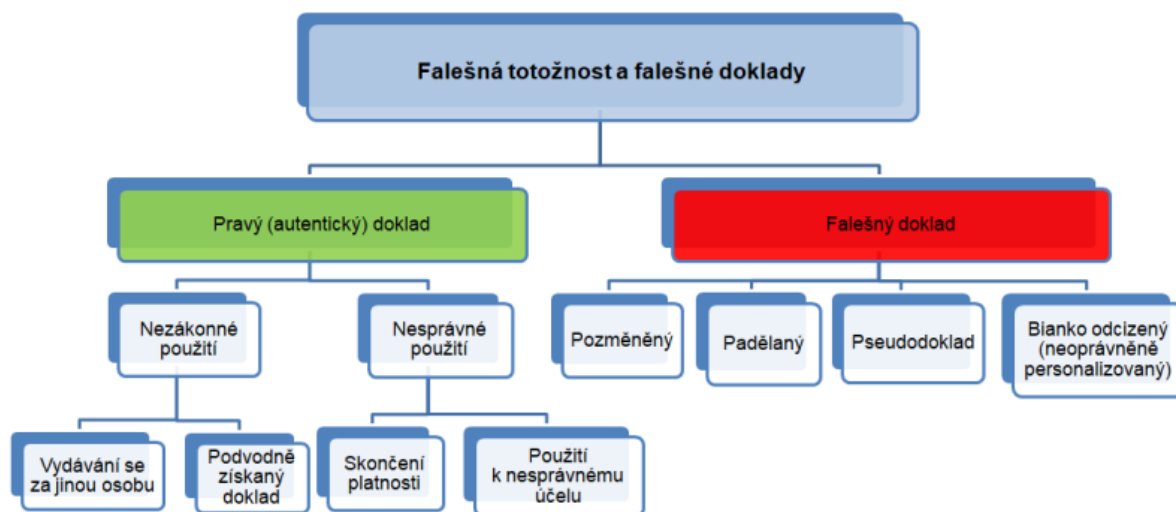 Falešná totožnost a falešné doklady
Pravý (autentický) doklad
Falešný doklad
Nezákonné
použití
Nesprávné
použití
Pozměněný
Padělaný
Pseudodoklad
Bianko odcizený
(neoprávněně
personalizovaný)
Vydávání se
za jinou osobu
Podvodně
získaný
doklad
Skončení
platnosti
Použití
k nesprávnému
účelu